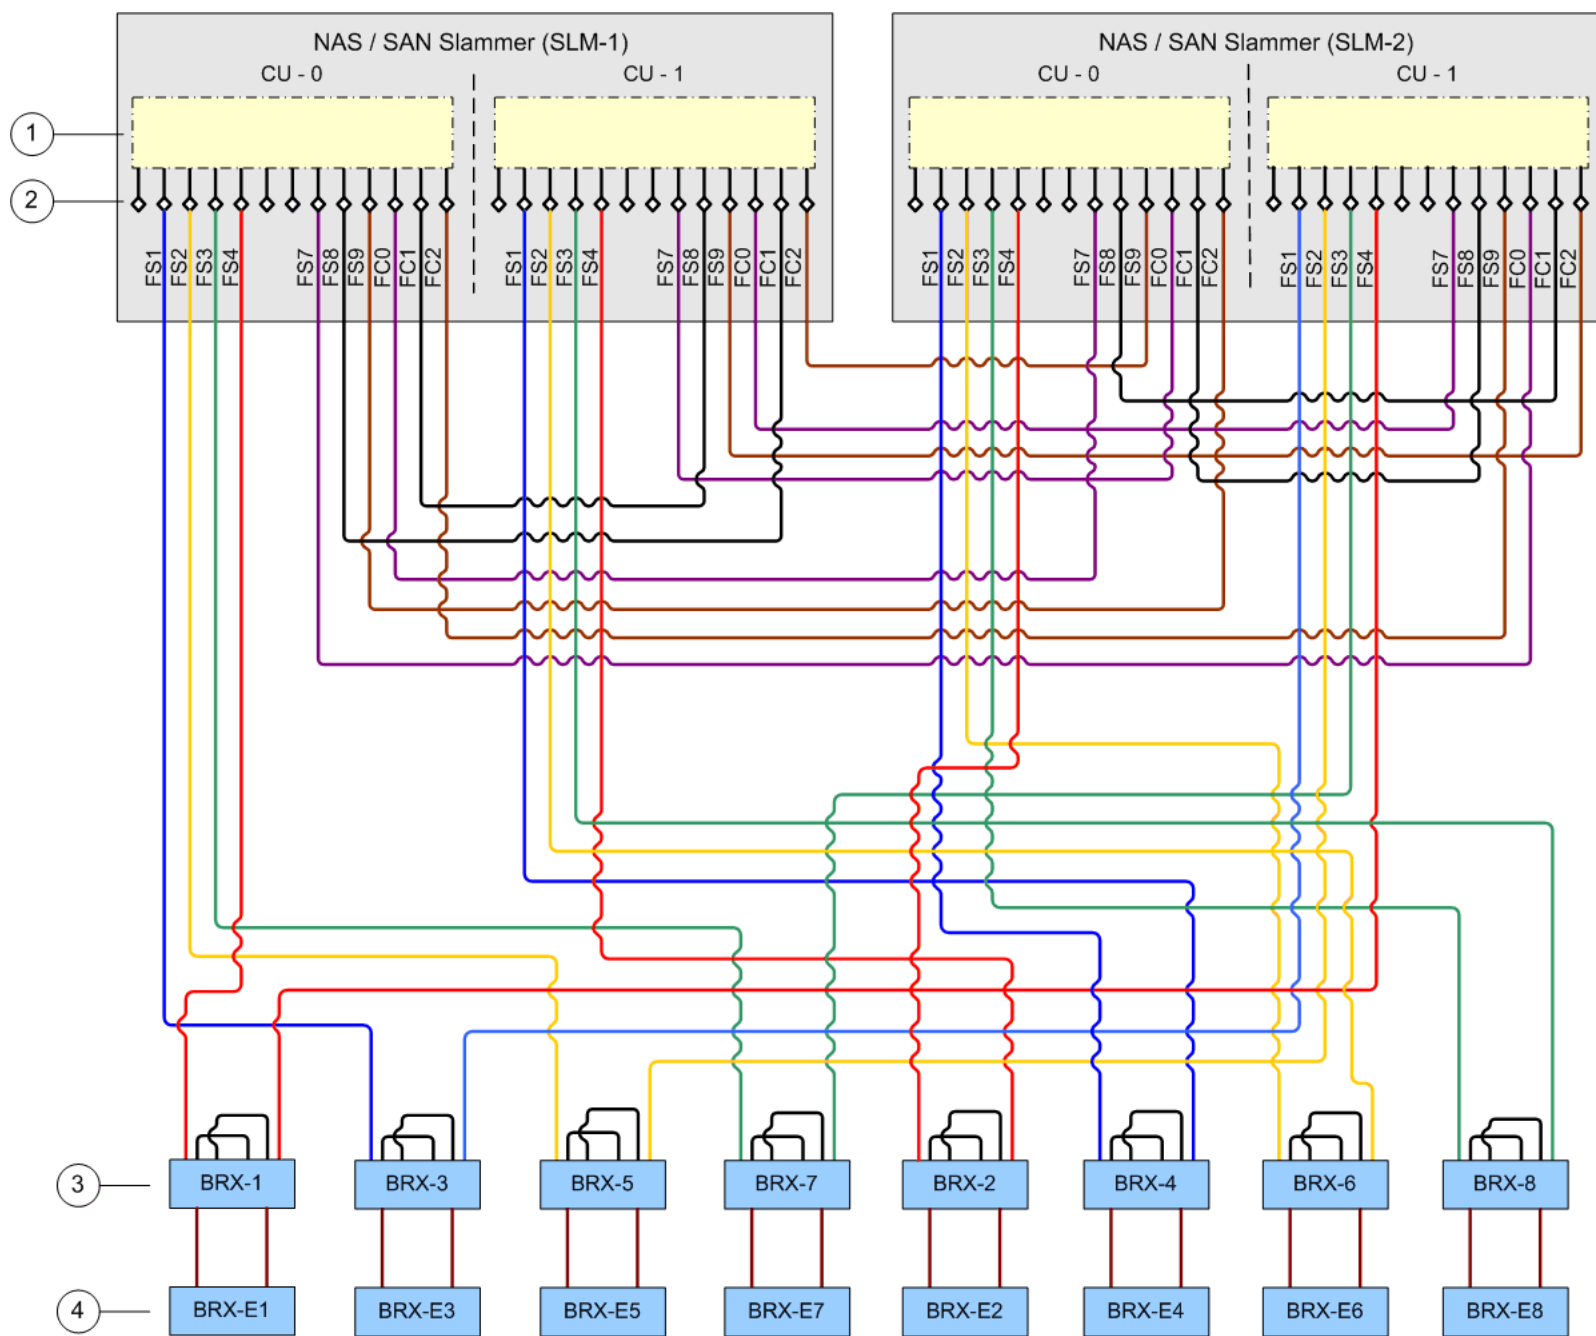 NAS / SAN Slammer (SLM-1)
NAS / SAN Slammer (SLM-2)
CU - 0
CU - 1
CU - 0
CU - 1
1
2
FS1
FS2
FS3
FS4
FS7
FS8
FS9
FC0
FC1
FC2
FS1
FS2
FS3
FS4
FS7
FS8
FS9
FC0
FC1
FC2
FS1
FS2
FS3
FS4
FS7
FS8
FS9
FC0
FC1
FC2
FS1
FS2
FS3
FS4
FS7
FS8
FS9
FC0
FC1
FC2
3
BRX-1
BRX-3
BRX-5
BRX-7
BRX-2
BRX-4
BRX-6
BRX-8
4
BRX-E1
BRX-E3
BRX-E5
BRX-E7
BRX-E2
BRX-E4
BRX-E6
BRX-E8